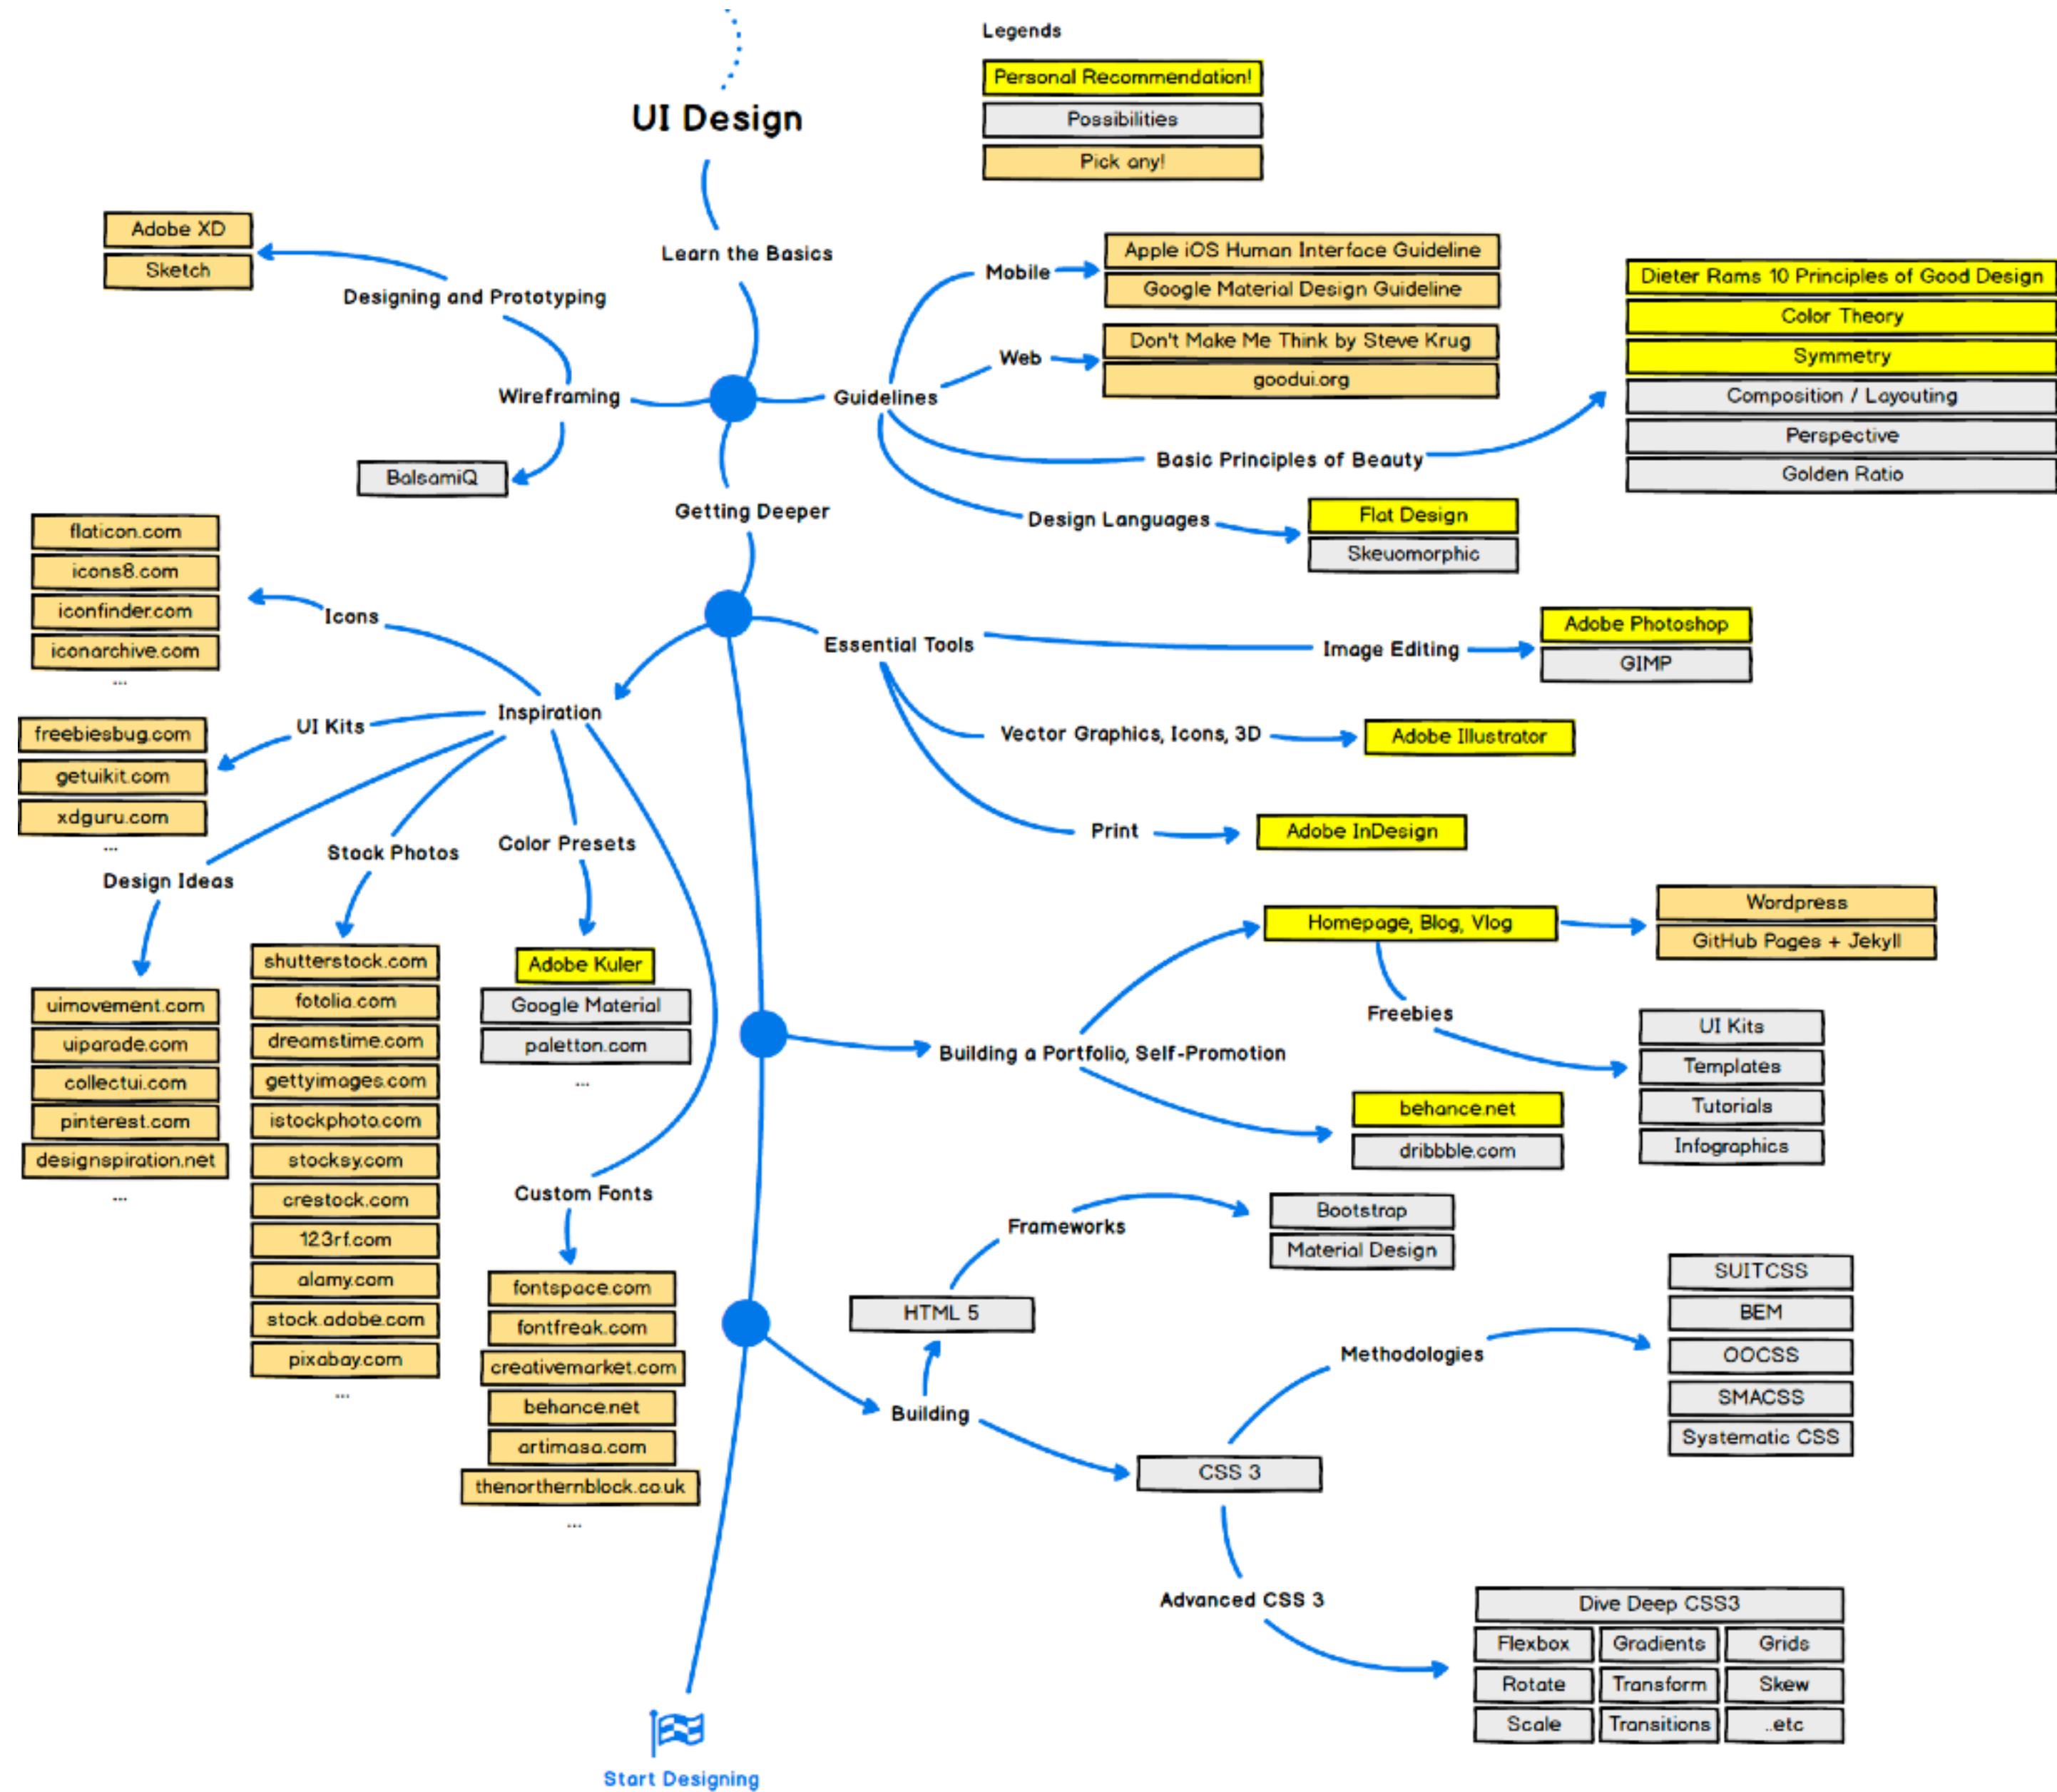 Legends
Personal Recommendation!
Possibilities
Pick any!
UI Design
Learn the Basics
Adobe XD
Sketch
Designing and Prototyping
Wireframing
BalsamiQ
Guidelines
Mobile
Apple iOS Human Interface Guideline
Google Material Design Guideline
Web
Don't Make Me Think by Steve Krug
goodui.org
Basic Principles of Beauty
Dieter Rams 10 Principles of Good Design
Color Theory
Symmetry
Composition / Layouting
Perspective
Golden Ratio
Design Languages
Flat Design
Skeuomorphic
Getting Deeper
Essential Tools
Image Editing
Adobe Photoshop
GIMP
Vector Graphics, Icons, 3D
Adobe Illustrator
Print
Adobe InDesign
Inspiration
Icons
flaticon.com
icons8.com
iconfinder.com
iconarchive.com
...
UI Kits
freebiesbug.com
getuikit.com
xdguru.com
...
Design Ideas
uimovement.com
uiparade.com
collectui.com
pinterest.com
designspiration.net
...
Stock Photos
shutterstock.com
fotolia.com
dreamstime.com
gettyimages.com
istockphoto.com
stocksy.com
crestock.com
123rf.com
alamy.com
stock.adobe.com
pixabay.com
...
Color Presets
Adobe Kuler
Google Material
paletton.com
...
Custom Fonts
fontspace.com
fontfreak.com
creativemarket.com
behance.net
artimasa.com
thenorthernblock.co.uk
...
Building a Portfolio, Self-Promotion
Homepage, Blog, Vlog
Wordpress
GitHub Pages + Jekyll
Freebies
UI Kits
Templates
Tutorials
Infographics
behance.net
dribbble.com
Building
HTML 5
Frameworks
Bootstrap
Material Design
CSS 3
Methodologies
SUITCSS
BEM
OOCSS
SMACSS
Systematic CSS
Advanced CSS 3
Dive Deep CSS3
Flexbox Gradients Grids
Rotate Transform Skew
Scale Transitions ..etc
Start Designing